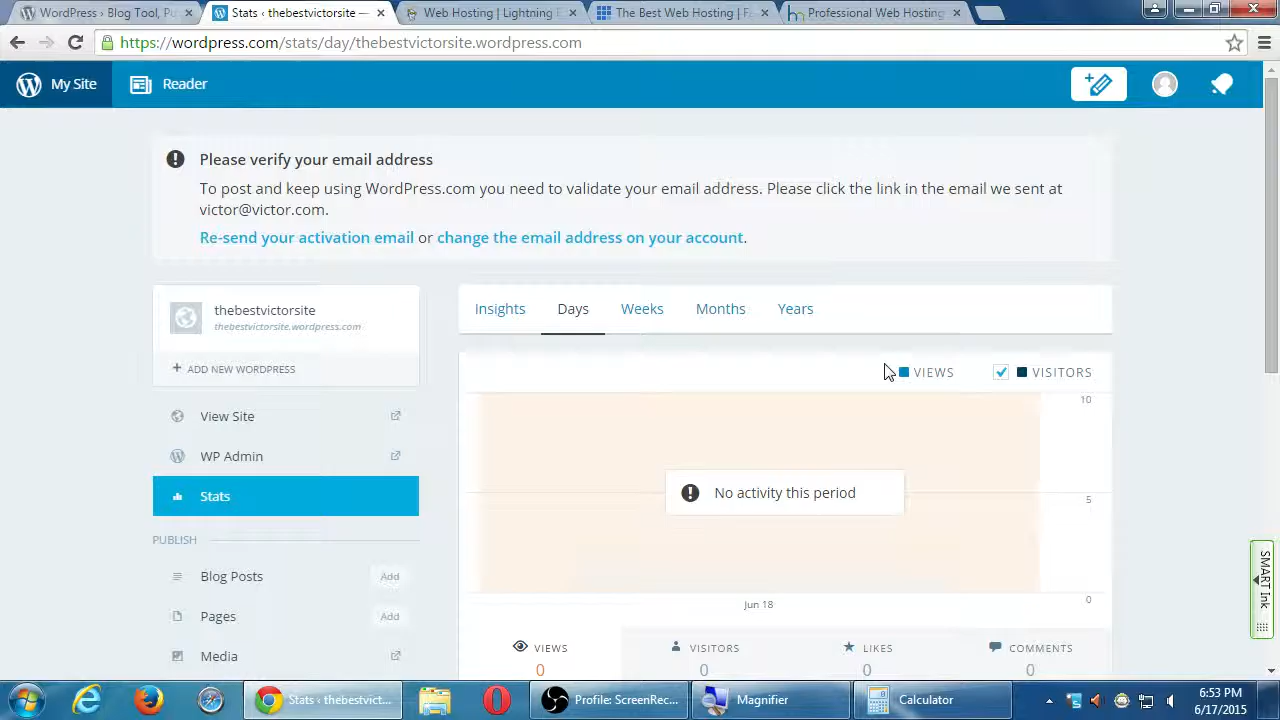 WordPress › Blog Tool, Pu
Stats ‹ thebestvictorsite —
Web Hosting | Lightning F
The Best Web Hosting | F
Professional Web Hosting
https://wordpress.com/stats/day/thebestvictorsite.wordpress.com
My Site
Reader
Please verify your email address
To post and keep using WordPress.com you need to validate your email address. Please click the link in the email we sent at
victor@victor.com.
Re-send your activation email or change the email address on your account.
thebestvictorsite
thebestvictorsite.wordpress.com
+ ADD NEW WORDPRESS
View Site
WP Admin
Stats
PUBLISH
Blog Posts Add
Pages Add
Media
Insights Days Weeks Months Years
VIEWS VISITORS
10
5
0
No activity this period
Jun 18
VIEWS VISITORS LIKES COMMENTS
0 0 0 0
SMART Ink
Stats ‹ thebestvict...
Profile: ScreenRec...
Magnifier
Calculator
6:53 PM
6/17/2015